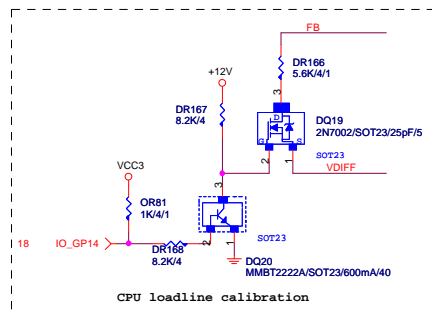 FB
DR166
5.6K/4/1
+12V
3
D
DQ19
2N7002/SOT23/25pF/5
DR167
8.2K/4
G
S
SOT23
2
1
VCC3
VDIFF
3
OR81
1K/4/1
18
IO_GP14
DR168
8.2K/4
2
1
SOT23
DQ20
MMBT2222A/SOT23/600mA/40
CPU loadline calibration